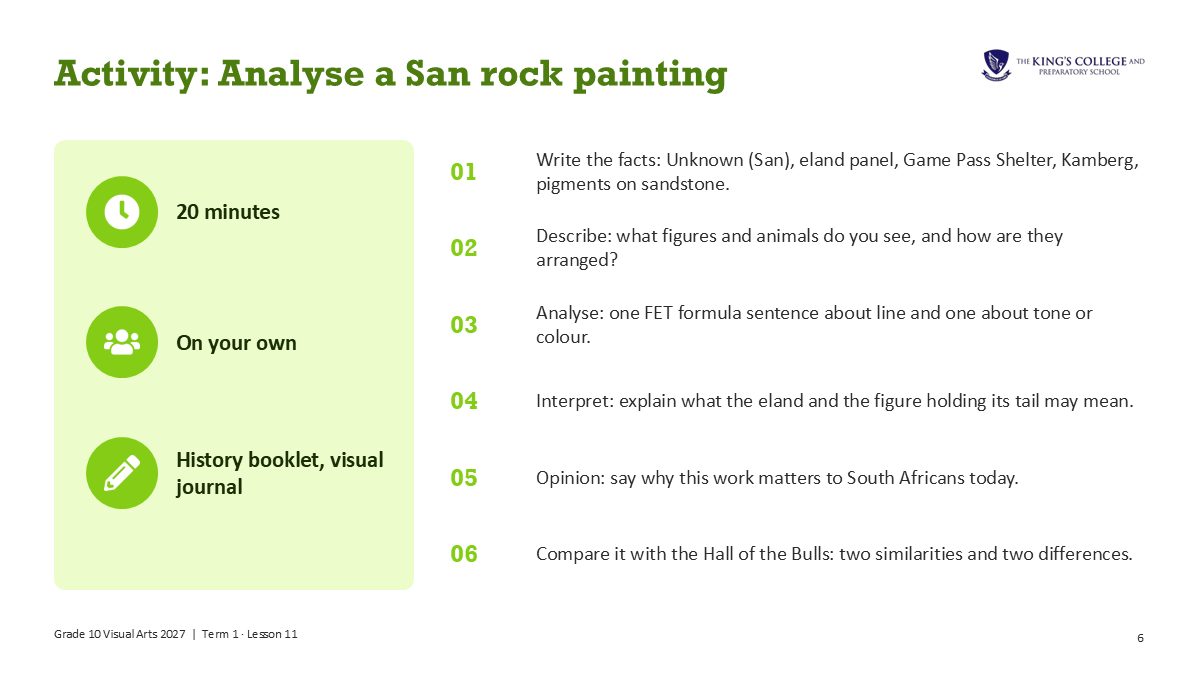 Activity: Analyse a San rock painting
THE KING'S COLLEGE AND
PREPARATORY SCHOOL
20 minutes
On your own
History booklet, visual
journal
01
Write the facts: Unknown (San), eland panel, Game Pass Shelter, Kamberg,
pigments on sandstone.
02
Describe: what figures and animals do you see, and how are they
arranged?
03
Analyse: one FET formula sentence about line and one about tone or
colour.
04
Interpret: explain what the eland and the figure holding its tail may mean.
05
Opinion: say why this work matters to South Africans today.
06
Compare it with the Hall of the Bulls: two similarities and two differences.
Grade 10 Visual Arts 2027 | Term 1 · Lesson 11
6